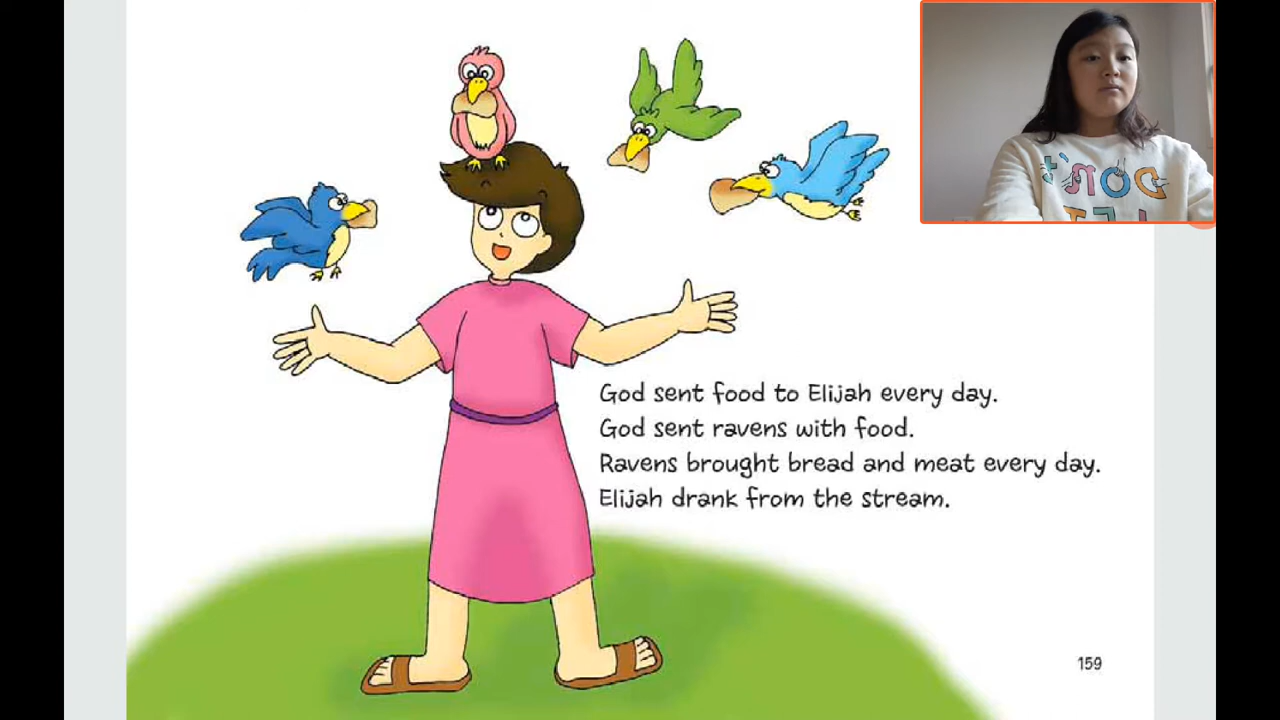 God sent food to Elijah every day.
God sent ravens with food.
Ravens brought bread and meat every day.
Elijah drank from the stream.
159
DON'T